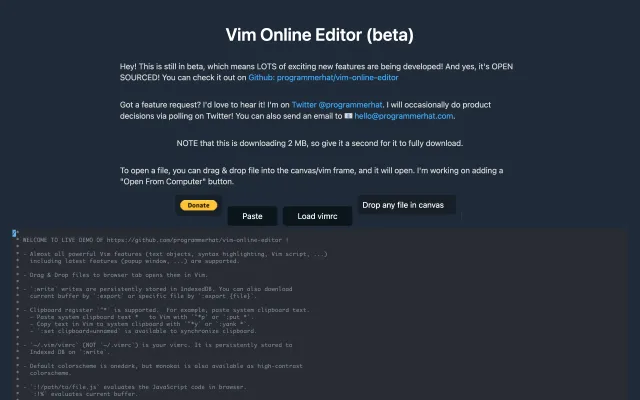 Vim Online Editor (beta)
Hey! This is still in beta, which means LOTS of exciting new features are being developed! And yes, it's OPEN
SOURCED! You can check it out on Github: programmerhat/vim-online-editor
Got a feature request? I'd love to hear it! I'm on Twitter @programmerhat. I will occasionally do product
decisions via polling on Twitter! You can also send an email to 📧 hello@programmerhat.com.
NOTE that this is downloading 2 MB, so give it a second for it to fully download.
To open a file, you can drag & drop file into the canvas/vim frame, and it will open. I'm working on adding a
"Open From Computer" button.
Donate
Paste
Load vimrc
Drop any file in canvas
/*
* WELCOME TO LIVE DEMO OF https://github.com/programmerhat/vim-online-editor !
*
* - Almost all powerful Vim features (text objects, syntax highlighting, Vim script, ...)
*   including latest features (popup window, ...) are supported.
*
* - Drag & Drop files to browser tab opens them in Vim.
*
* - `:write` writes are persistently stored in IndexedDB. You can also download
*   current buffer by `:export` or specific file by `:export {file}`.
*
* - Clipboard register `"*` is supported.  For example, paste system clipboard text.
*   - Paste system clipboard text *   to Vim with `"*p` or `:put *`.
*   - Copy text in Vim to system clipboard with `"*y` or `:yank *`.
*   - `:set clipboard=unnamed` is available to synchronize clipboard.
*
* - `~/.vim/vimrc` (NOT `~/.vimrc`) is your vimrc. It is persistently stored to
*   Indexed DB on `:write`.
*
* - Default colorscheme is onedark, but monokai is also available as high-contrast
*   colorscheme.
*
* - `:!/path/to/file.js` evaluates the JavaScript code in browser.
*   `:!%` evaluates current buffer.